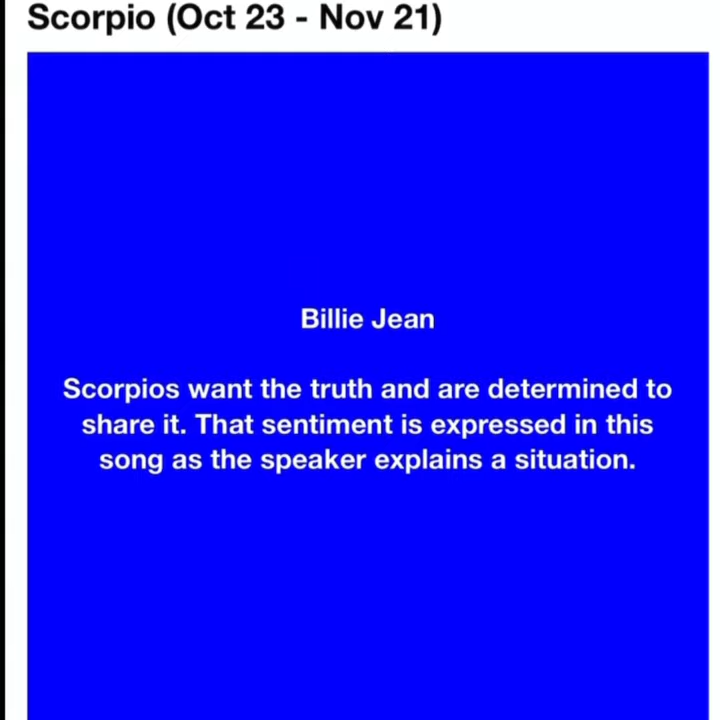 Scorpio (Oct 23 - Nov 21)
Billie Jean
Scorpios want the truth and are determined to
share it. That sentiment is expressed in this
song as the speaker explains a situation.